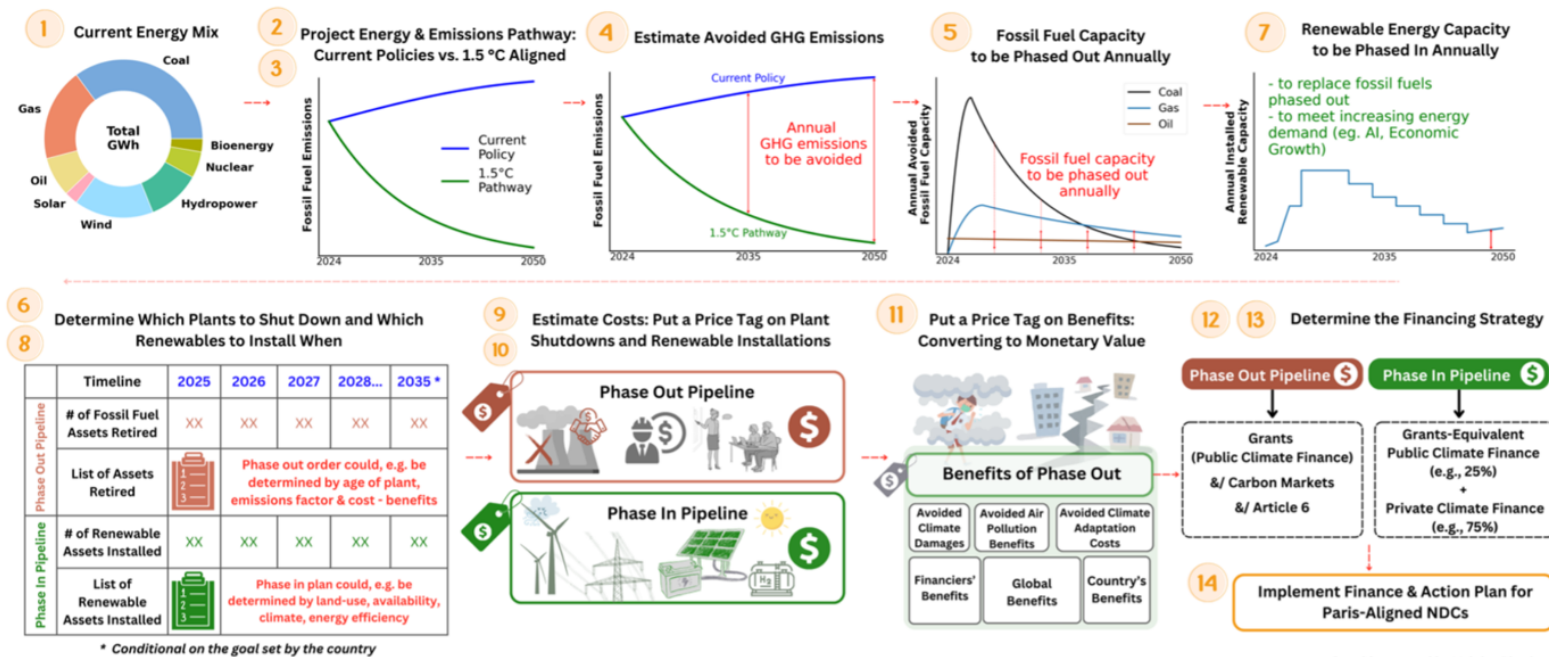 1
Current Energy Mix
Coal
Gas
Total
GWh
Bioenergy
Nuclear
Oil
Solar
Hydropower
Wind
2
3
Project Energy & Emissions Pathway:
Current Policies vs. 1.5 °C Aligned
Fossil Fuel Emissions
Current
Policy
1.5°C
Pathway
2024
2035
2050
4
Estimate Avoided GHG Emissions
Fossil Fuel Emissions
Current Policy
Annual
GHG emissions
to be avoided
1.5°C Pathway
2024
2035
2050
5
Fossil Fuel Capacity
to be Phased Out Annually
Annual Avoided
Fossil Fuel Capacity
Coal
Gas
Oil
Fossil fuel capacity
to be phased out
annually
2024
2035
2050
7
Renewable Energy Capacity
to be Phased In Annually
Annual Installed
Renewable Capacity
- to replace fossil fuels
phased out
- to meet increasing energy
demand (eg. AI, Economic
Growth)
2024
2035
2050
6
8
Determine Which Plants to Shut Down and Which
Renewables to Install When
Timeline
2025
2026
2027
2028...
2035 *
Phase Out Pipeline
# of Fossil Fuel
Assets Retired
XX
XX
XX
XX
XX
List of Assets
Retired
1
2
3
Phase out order could, e.g. be
determined by age of plant,
emissions factor & cost - benefits
Phase In Pipeline
# of Renewable
Assets Installed
XX
XX
XX
XX
XX
List of
Renewable
Assets Installed
1
2
3
Phase in plan could, e.g. be
determined by land-use, availability,
climate, energy efficiency
* Conditional on the goal set by the country
9
10
Estimate Costs: Put a Price Tag on Plant
Shutdowns and Renewable Installations
$
Phase Out Pipeline
$
$
$
Phase In Pipeline
$
H2
11
Put a Price Tag on Benefits:
Converting to Monetary Value
$
Benefits of Phase Out
Avoided
Climate
Damages
Avoided Air
Pollution
Benefits
Avoided Climate
Adaptation
Costs
Financiers'
Benefits
Global
Benefits
Country's
Benefits
12
13
Determine the Financing Strategy
Phase Out Pipeline $
Phase In Pipeline $
Grants
(Public Climate Finance)
&/ Carbon Markets
&/ Article 6
Grants-Equivalent
Public Climate Finance
(e.g., 25%)
+
Private Climate Finance
(e.g., 75%)
14
Implement Finance & Action Plan for
Paris-Aligned NDCs